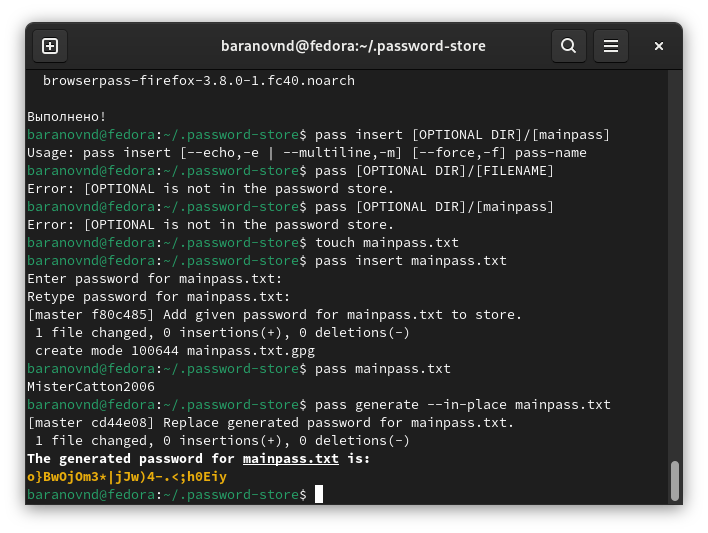 baranovnd@fedora:~/.password-store
browserpass-firefox-3.8.0-1.fc40.noarch
Выполнено!
baranovnd@fedora:~/.password-store$ pass insert [OPTIONAL DIR]/[mainpass]
Usage: pass insert [--echo,-e | --multiline,-m] [--force,-f] pass-name
baranovnd@fedora:~/.password-store$ pass [OPTIONAL DIR]/[FILENAME]
Error: [OPTIONAL is not in the password store.
baranovnd@fedora:~/.password-store$ pass [OPTIONAL DIR]/[mainpass]
Error: [OPTIONAL is not in the password store.
baranovnd@fedora:~/.password-store$ touch mainpass.txt
baranovnd@fedora:~/.password-store$ pass insert mainpass.txt
Enter password for mainpass.txt:
Retype password for mainpass.txt:
[master f80c485] Add given password for mainpass.txt to store.
1 file changed, 0 insertions(+), 0 deletions(-)
create mode 100644 mainpass.txt.gpg
baranovnd@fedora:~/.password-store$ pass mainpass.txt
MisterCatton2006
baranovnd@fedora:~/.password-store$ pass generate --in-place mainpass.txt
[master cd44e08] Replace generated password for mainpass.txt.
1 file changed, 0 insertions(+), 0 deletions(-)
The generated password for mainpass.txt is:
o}BwOjOm3*|jJw)4-.<;h0Eiy
baranovnd@fedora:~/.password-store$